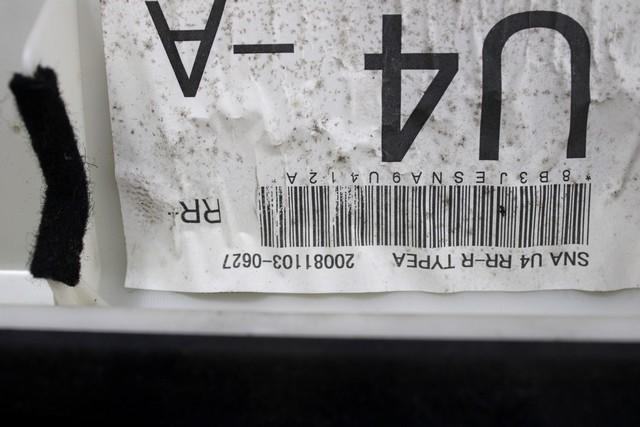 SNA U4 RR-R TYPEA 20081103-0627
RR-
*8B3JESNA9U412A
U4-A